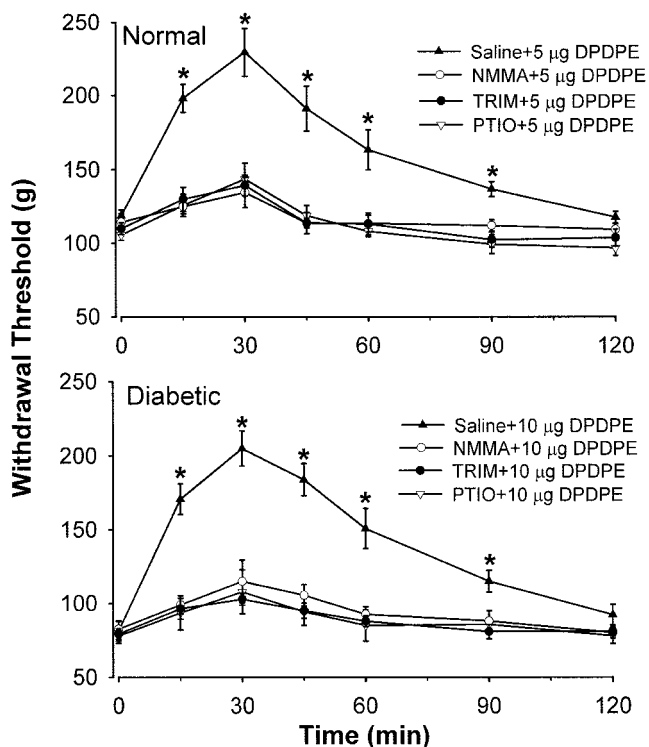 Normal
Saline+5 µg DPDPE
NMMA+5 µg DPDPE
TRIM+5 µg DPDPE
PTIO+5 µg DPDPE
250
200
150
100
50
* * * * *
0 30 60 90 120
Withdrawal Threshold (g)
Diabetic
Saline+10 µg DPDPE
NMMA+10 µg DPDPE
TRIM+10 µg DPDPE
PTIO+10 µg DPDPE
250
200
150
100
50
* * * * *
0 30 60 90 120
Time (min)